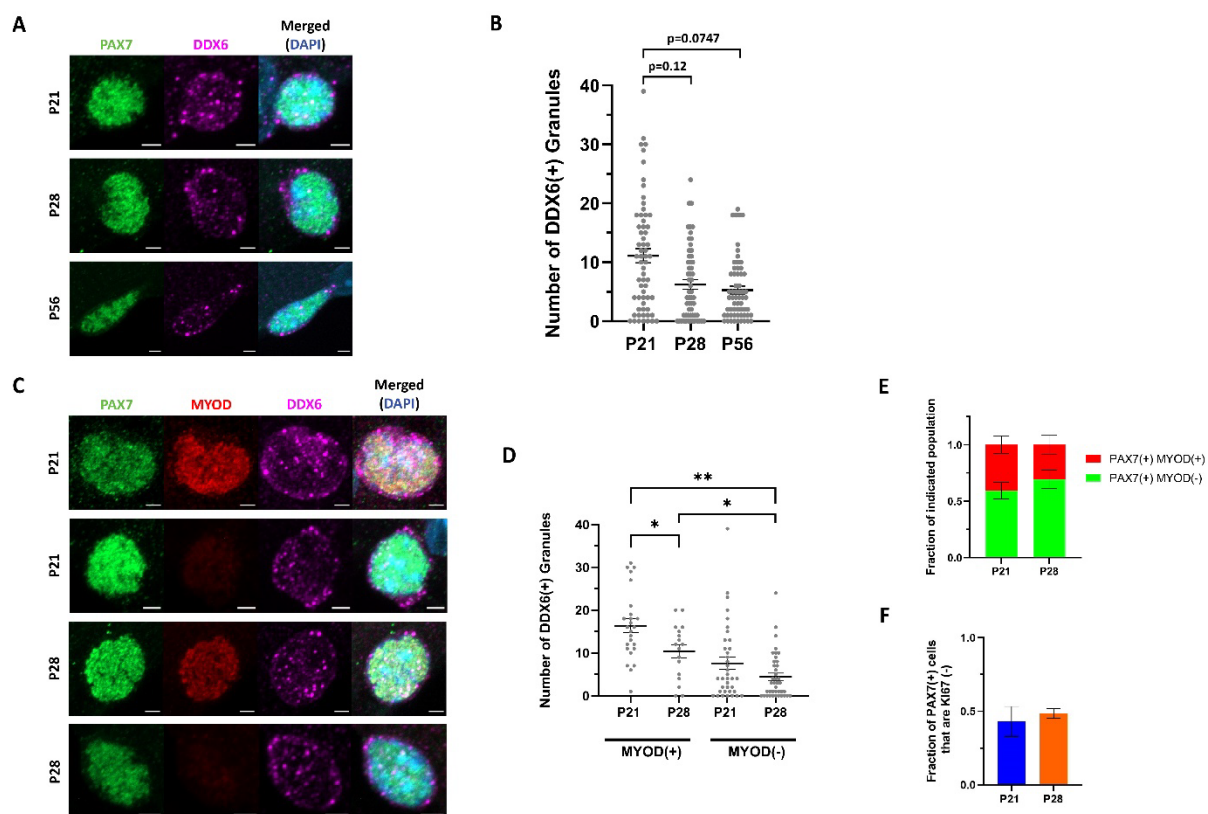 A
PAX7 DDX6 Merged
(DAPI)
P21
P28
P56
B
p=0.0747
p=0.12
Number of DDX6(+) Granules
40
30
20
10
0
P21 P28 P56
C
PAX7 MYOD DDX6 Merged
(DAPI)
P21
P21
P28
P28
D
**
* *
Number of DDX6(+) Granules
40
30
20
10
0
P21 P28 P21 P28
MYOD(+) MYOD(-)
E
Fraction of indicated population
1.0
0.5
0.0
P21 P28
PAX7(+) MYOD(+)
PAX7(+) MYOD(-)
F
Fraction of PAX7(+) cells
that are KI67 (-)
1.0
0.5
0.0
P21 P28